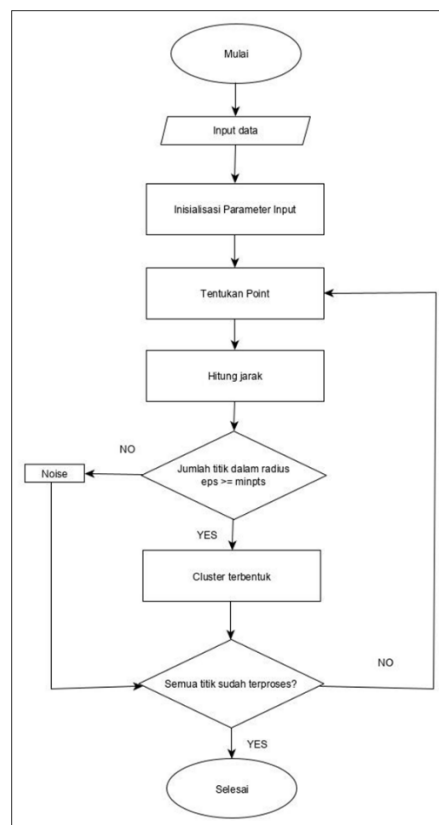 Mulai
Input data
Inisialisasi Parameter Input
Tentukan Point
Hitung jarak
NO
Noise
Jumlah titik dalam radius
eps >= minpts
YES
Cluster terbentuk
NO
Semua titik sudah terproses?
YES
Selesai